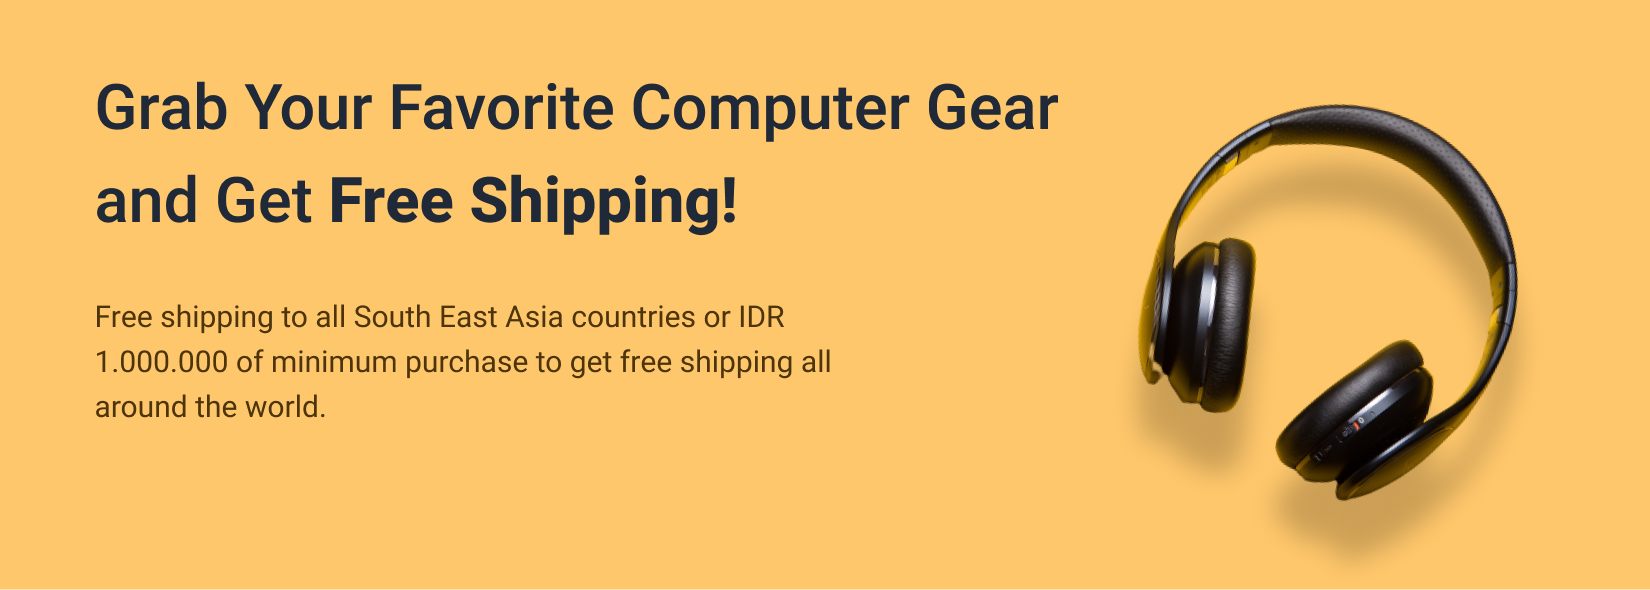 Grab Your Favorite Computer Gear
and Get Free Shipping!
Free shipping to all South East Asia countries or IDR
1.000.000 of minimum purchase to get free shipping all
around the world.